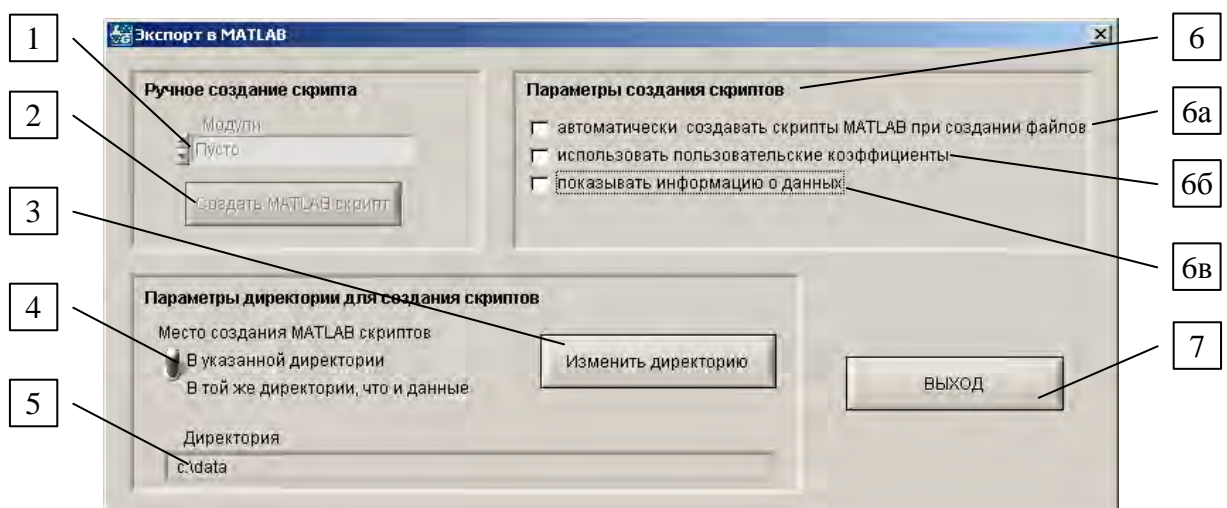 Экспорт в MATLAB
1
2
3
4
5
Ручное создание скрипта
Модули
Пусто
Создать MATLAB скрипт
Параметры создания скриптов
автоматически создавать скрипты MATLAB при создании файлов
использовать пользовательские коэффициенты
показывать информацию о данных
6
6а
6б
6в
7
Параметры директории для создания скриптов
Место создания MATLAB скриптов
В указанной директории
В той же директории, что и данные
Изменить директорию
Директория
c:\data
ВЫХОД